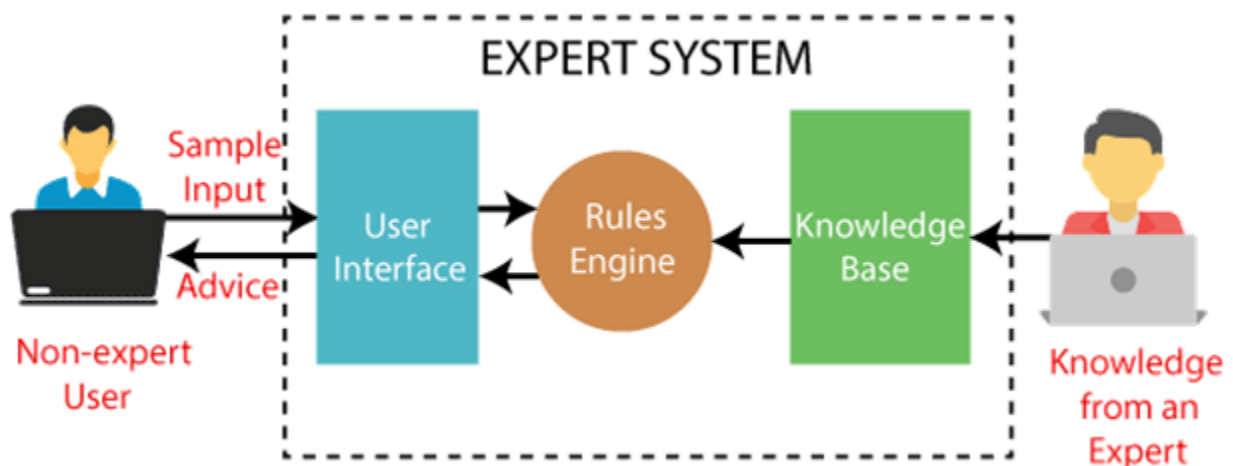 EXPERT SYSTEM
Sample
Input
Advice
Non-expert
User
User
Interface
Rules
Engine
Knowledge
Base
Knowledge
from an
Expert